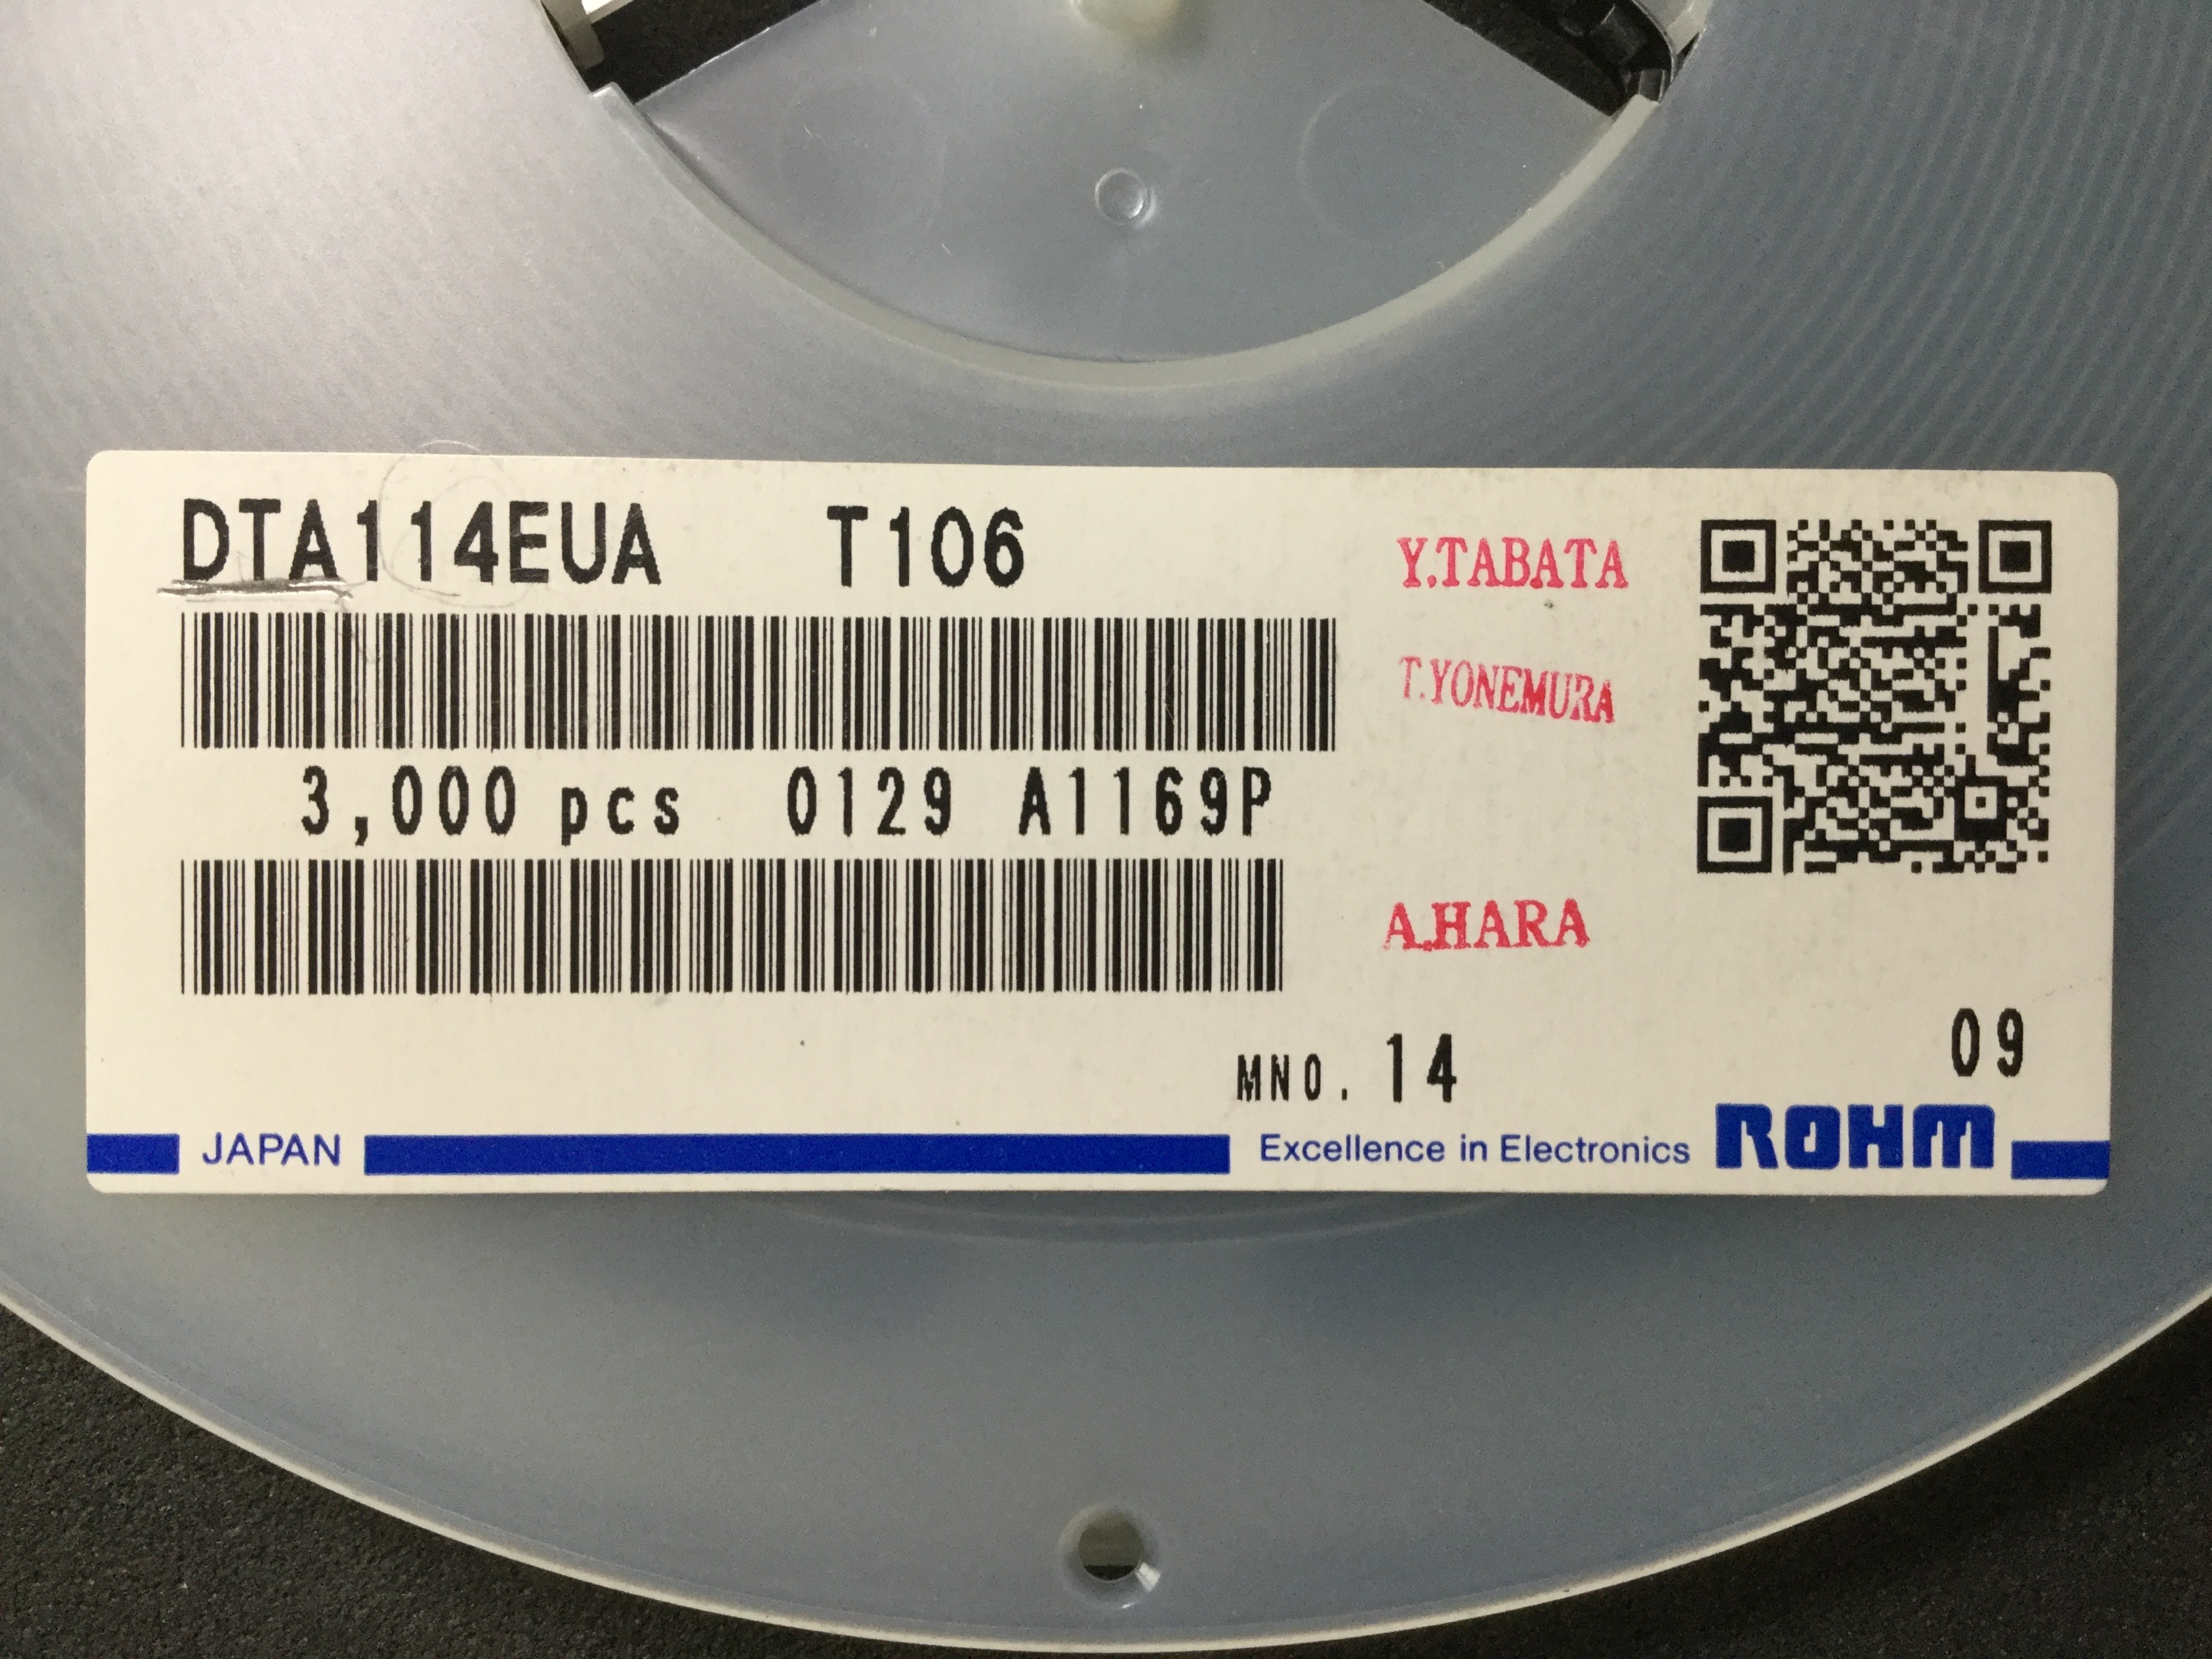 DTA114EUA T106
Y.TABATA
T.YONEMURA
3,000 pcs 0129 A1169P
A.HARA
MNO. 14
09
JAPAN
Excellence in Electronics ROHM